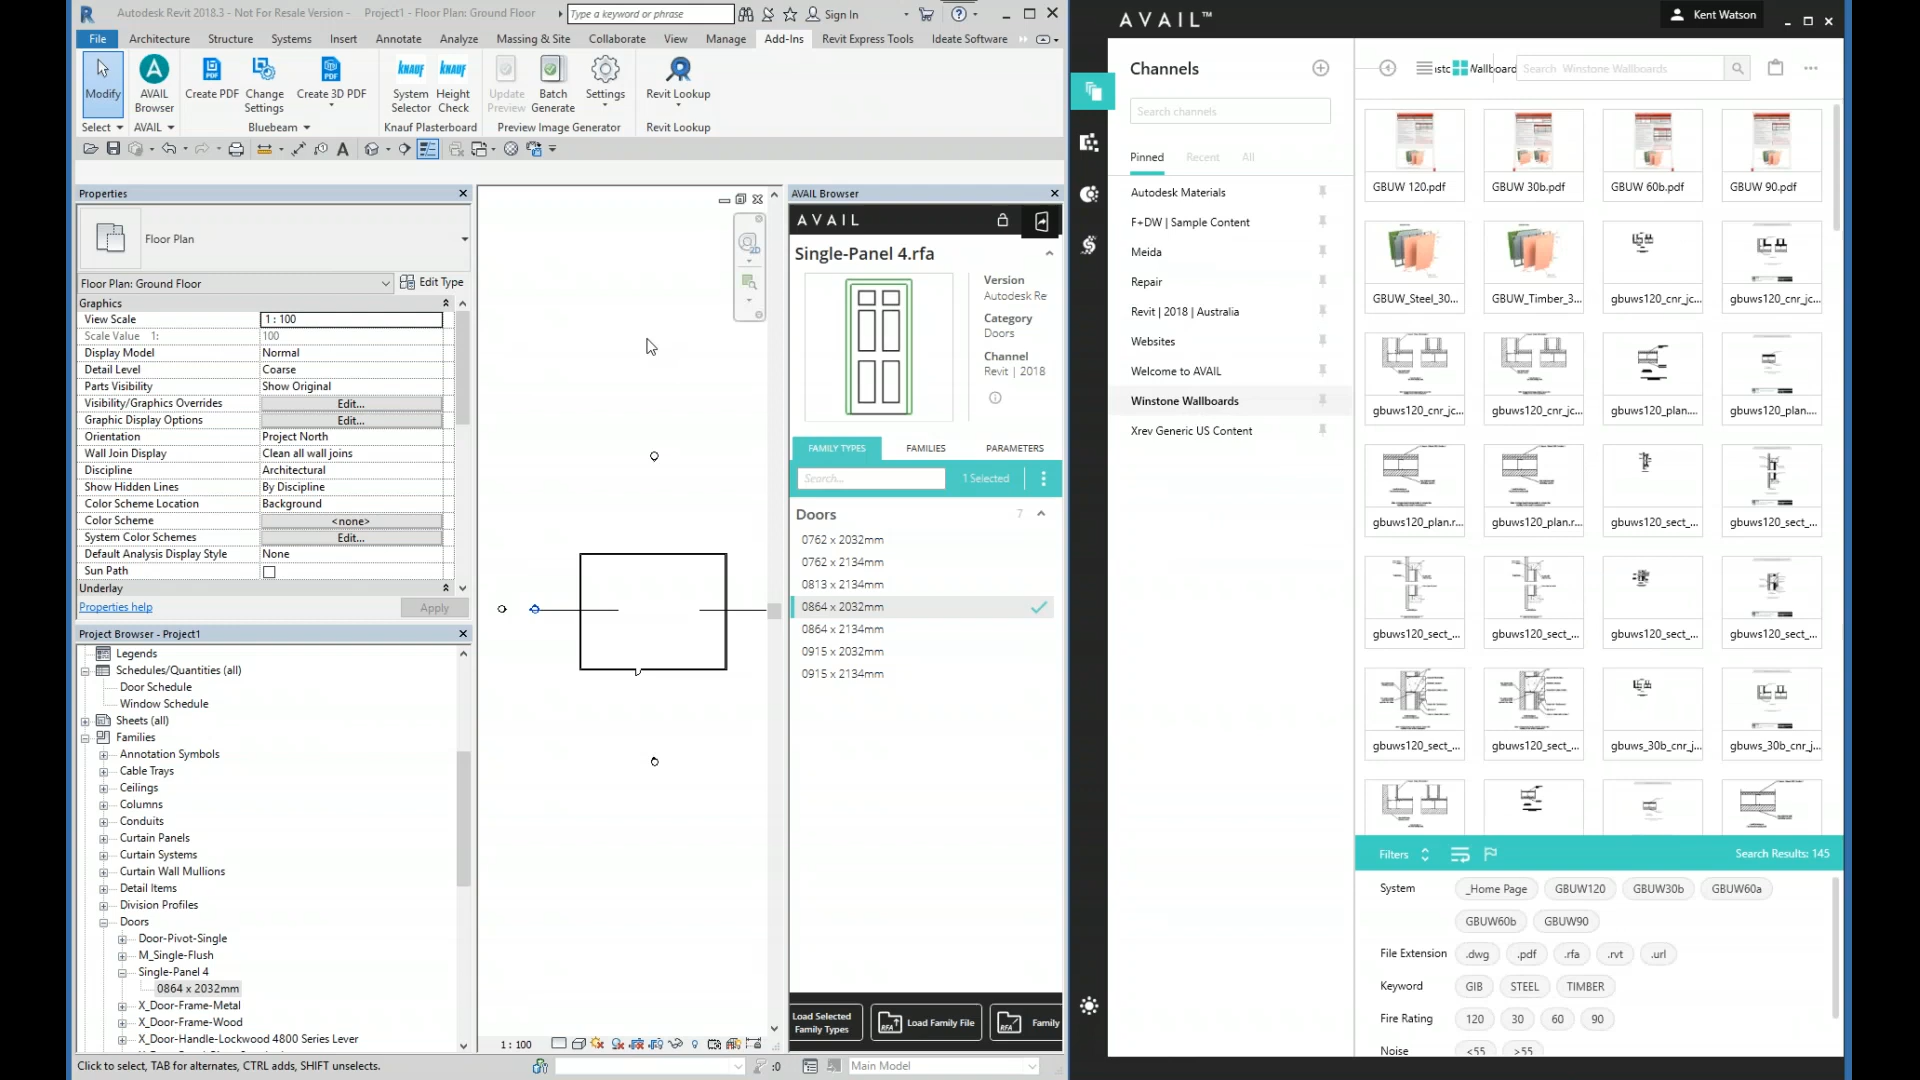 Autodesk Revit 2018.3 - Not For Resale Version -
Project1 - Floor Plan: Ground Floor
Type a keyword or phrase
Sign In
File
Architecture
Structure
Systems
Insert
Annotate
Analyze
Massing & Site
Collaborate
View
Manage
Add-Ins
Revit Express Tools
Ideate Software
Modify
AVAIL
Browser
Create PDF
Change
Settings
Create 3D PDF
System
Selector
Height
Check
Update
Preview
Batch
Generate
Settings
Revit Lookup
Select
AVAIL
Bluebeam
Knauf Plasterboard
Preview Image Generator
Revit Lookup
Properties
Floor Plan
Floor Plan: Ground Floor
Edit Type
Graphics
View Scale 1 : 100
Scale Value 1: 100
Display Model Normal
Detail Level Coarse
Parts Visibility Show Original
Visibility/Graphics Overrides Edit...
Graphic Display Options Edit...
Orientation Project North
Wall Join Display Clean all wall joins
Discipline Architectural
Show Hidden Lines By Discipline
Color Scheme Location Background
Color Scheme <none>
System Color Schemes Edit...
Default Analysis Display Style None
Sun Path
Underlay
Properties help
Apply
Project Browser - Project1
Legends
Schedules/Quantities (all)
Door Schedule
Window Schedule
Sheets (all)
Families
Annotation Symbols
Cable Trays
Ceilings
Columns
Conduits
Curtain Panels
Curtain Systems
Curtain Wall Mullions
Detail Items
Division Profiles
Doors
Door-Pivot-Single
M_Single-Flush
Single-Panel 4
0864 x 2032mm
X_Door-Frame-Metal
X_Door-Frame-Wood
X_Door-Handle-Lockwood 4800 Series Lever
1 : 100
Click to select, TAB for alternates, CTRL adds, SHIFT unselects.
:0
Main Model
AVAIL Browser
AVAIL
Single-Panel 4.rfa
Version
Autodesk Re
Category
Doors
Channel
Revit | 2018
FAMILY TYPES
FAMILIES
PARAMETERS
Search...
1 Selected
Doors 7
0762 x 2032mm
0762 x 2134mm
0813 x 2134mm
0864 x 2032mm
0864 x 2134mm
0915 x 2032mm
0915 x 2134mm
Load Selected
Family Types
Load Family File
Family
AVAIL™
Kent Watson
Channels
Search channels
Pinned
Recent
All
Autodesk Materials
F+DW | Sample Content
Meida
Repair
Revit | 2018 | Australia
Websites
Welcome to AVAIL
Winstone Wallboards
Xrev Generic US Content
Wallboard
Search Winstone Wallboards
GBUW 120.pdf
GBUW 30b.pdf
GBUW 60b.pdf
GBUW 90.pdf
GBUW_Steel_30...
GBUW_Timber_3...
gbuws120_cnr_jc...
gbuws120_cnr_jc...
gbuws120_cnr_jc...
gbuws120_cnr_jc...
gbuws120_plan....
gbuws120_plan....
gbuws120_plan.r...
gbuws120_plan.r...
gbuws120_sect_...
gbuws120_sect_...
gbuws120_sect_...
gbuws120_sect_...
gbuws120_sect_...
gbuws120_sect_...
gbuws120_sect_...
gbuws120_sect_...
gbuws_30b_cnr_j...
gbuws_30b_cnr_j...
Filters
Search Results: 145
System
_Home Page
GBUW120
GBUW30b
GBUW60a
GBUW60b
GBUW90
File Extension
.dwg
.pdf
.rfa
.rvt
.url
Keyword
GIB
STEEL
TIMBER
Fire Rating
120
30
60
90
Noise
<55
>55